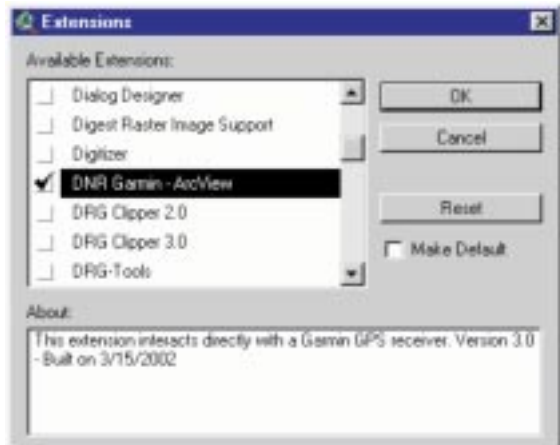 Extensions
Available Extensions:
Dialog Designer
Digest Raster Image Support
Digitizer
DNR Garmin - ArcView
DRG Clipper 2.0
DRG Clipper 3.0
DRG-Tools
OK
Cancel
Reset
Make Default
About:
This extension interacts directly with a Garmin GPS receiver. Version 3.0
- Built on 3/15/2002